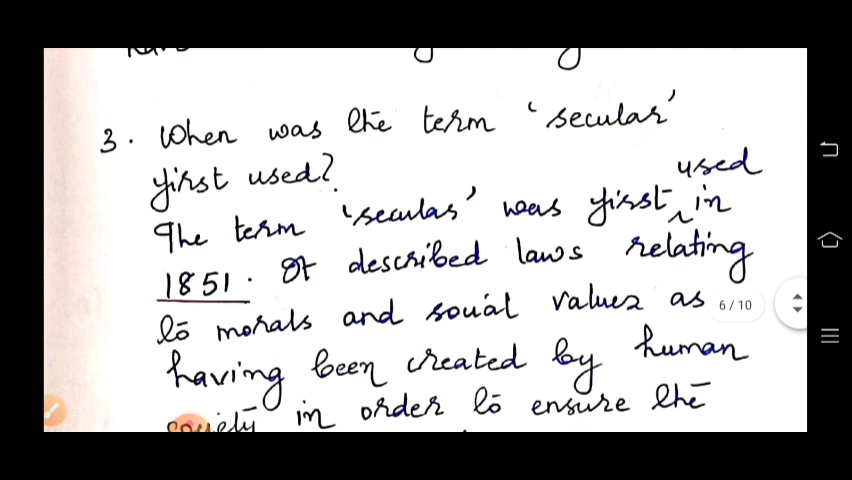 3. When was the term 'secular'
first used?
used
The term 'secular' was first ^ in
1851. It described laws relating
to morals and social values as
having been created by human
society in order to ensure the
6/10